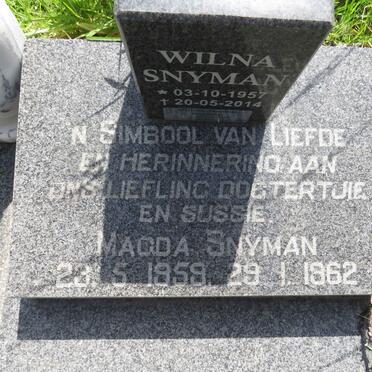 WILNA
SNYMAN
* 03-10-1957
† 20-05-2014
'N SIMBOOL VAN LIEFDE
EN HERINNERING AAN
ONS LIEFLING DOGTERTJIE
EN SUSSIE.
MAGDA SNYMAN
23. 5. 1959. 29. 1. 1962